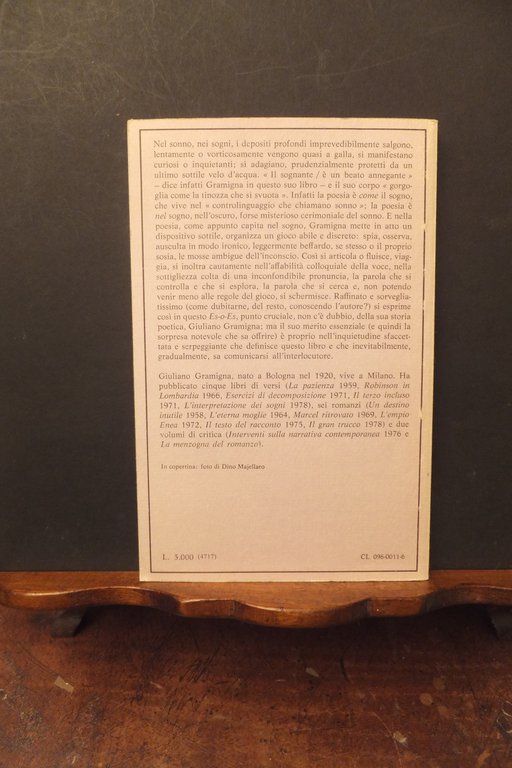 Nel sonno, nei sogni, i depositi profondi imprevedibilmente salgono,
lentamente o vorticosamente vengono quasi a galla, si manifestano
curiosi o inquietanti; si adagiano, prudenzialmente protetti da un
ultimo sottile velo d'acqua. « Il sognante / è un beato annegante »
– dice infatti Gramigna in questo suo libro – e il suo corpo « gorgo-
glia come la tinozza che si svuota ». Infatti la poesia è come il sogno,
che vive nel « controlinguaggio che chiamano sonno »; la poesia è
nel sogno, nell'oscuro, forse misterioso cerimoniale del sonno. E nella
poesia, come appunto capita nel sogno, Gramigna mette in atto un
dispositivo sottile, organizza un gioco abile e discreto: spia, osserva,
ausculta in modo ironico, leggermente beffardo, se stesso o il proprio
sosia, le mosse ambigue dell'inconscio. Così si articola o fluisce, viag-
gia, si inoltra cautamente nell'affabilità colloquiale della voce, nella
sottigliezza colta di una inconfondibile pronuncia, la parola che si
controlla e che si esplora, la parola che si cerca e, non potendo
venire meno alle regole del gioco, si schermisce. Raffinato e sorveglia-
tissimo (come dubitarne, del resto, conoscendo l'autore?) si esprime
così in questo Es-o-Es, punto cruciale, non c'è dubbio, della sua storia
poetica, Giuliano Gramigna; ma il suo merito essenziale (e quindi la
sorpresa notevole che sa offrire) è proprio nell'inquietudine sfaccet-
tata e serpeggiante che definisce questo libro e che inevitabilmente,
gradualmente, sa comunicarsi all'interlocutore.
Giuliano Gramigna, nato a Bologna nel 1920, vive a Milano. Ha
pubblicato cinque libri di versi (La pazienza 1959, Robinson in
Lombardia 1966, Esercizi di decomposizione 1971, Il terzo incluso
1971, L'interpretazione dei sogni 1978), sei romanzi (Un destino
inutile 1958, L'eterna moglie 1964, Marcel ritrovato 1969, L'empio
Enea 1972, Il testo del racconto 1975, Il gran trucco 1978) e due
volumi di critica (Interventi sulla narrativa contemporanea 1976 e
La menzogna del romanzo).
In copertina: foto di Dino Majellaro
L. 5.000 (4717)
CL 096-0011-6